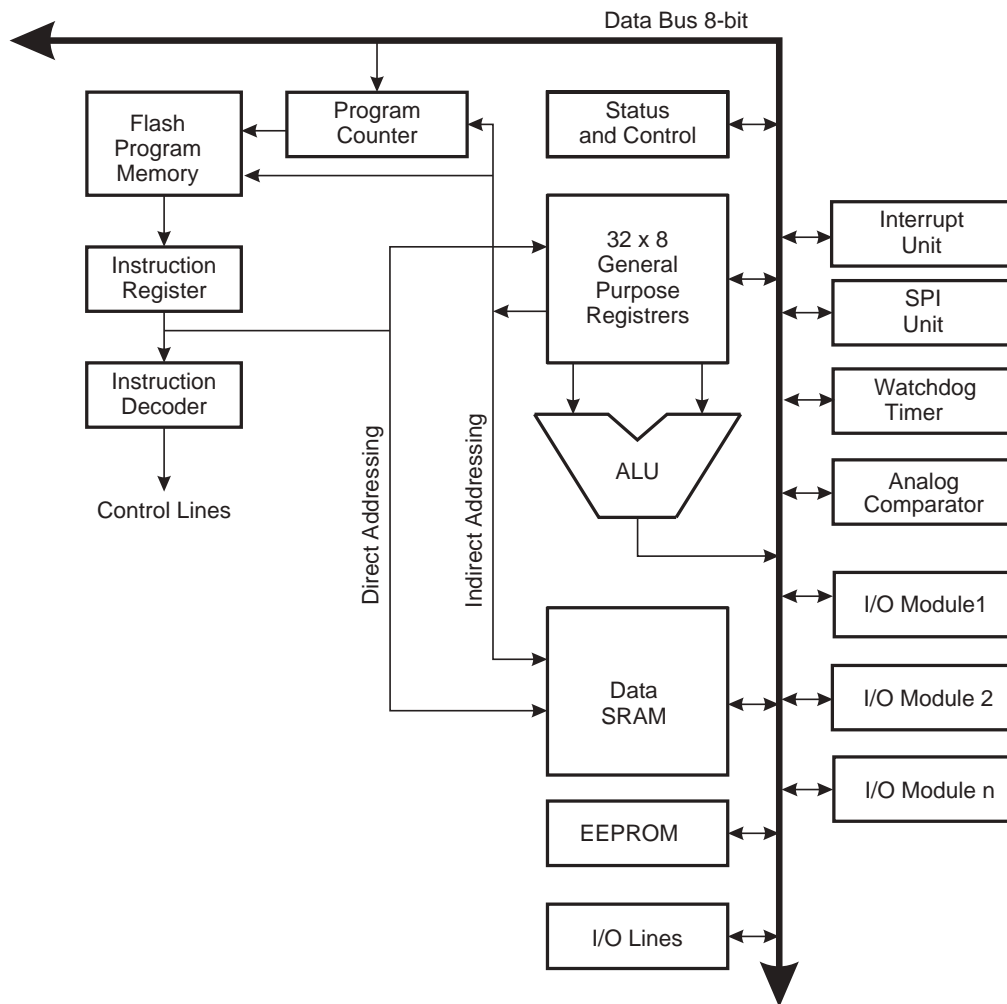 Data Bus 8-bit
Flash
Program
Memory
Program
Counter
Status
and Control
32 x 8
General
Purpose
Registrers
Interrupt
Unit
Instruction
Register
SPI
Unit
Instruction
Decoder
Watchdog
Timer
Direct Addressing
Indirect Addressing
ALU
Analog
Comparator
Control Lines
I/O Module1
Data
SRAM
I/O Module 2
I/O Module n
EEPROM
I/O Lines